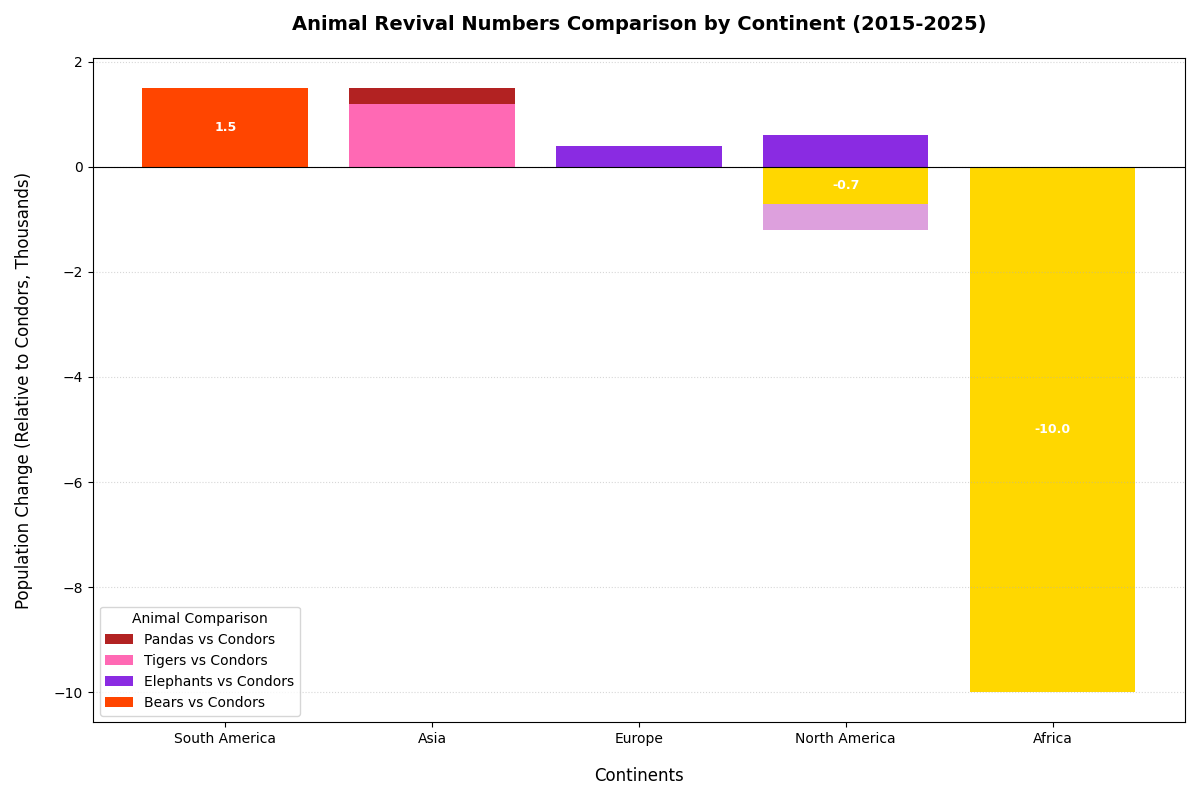 Animal Revival Numbers Comparison by Continent (2015-2025)
Population Change (Relative to Condors, Thousands)
2
0
−2
−4
−6
−8
−10
1.5
-0.7
-10.0
Animal Comparison
Pandas vs Condors
Tigers vs Condors
Elephants vs Condors
Bears vs Condors
South America
Asia
Europe
North America
Africa
Continents